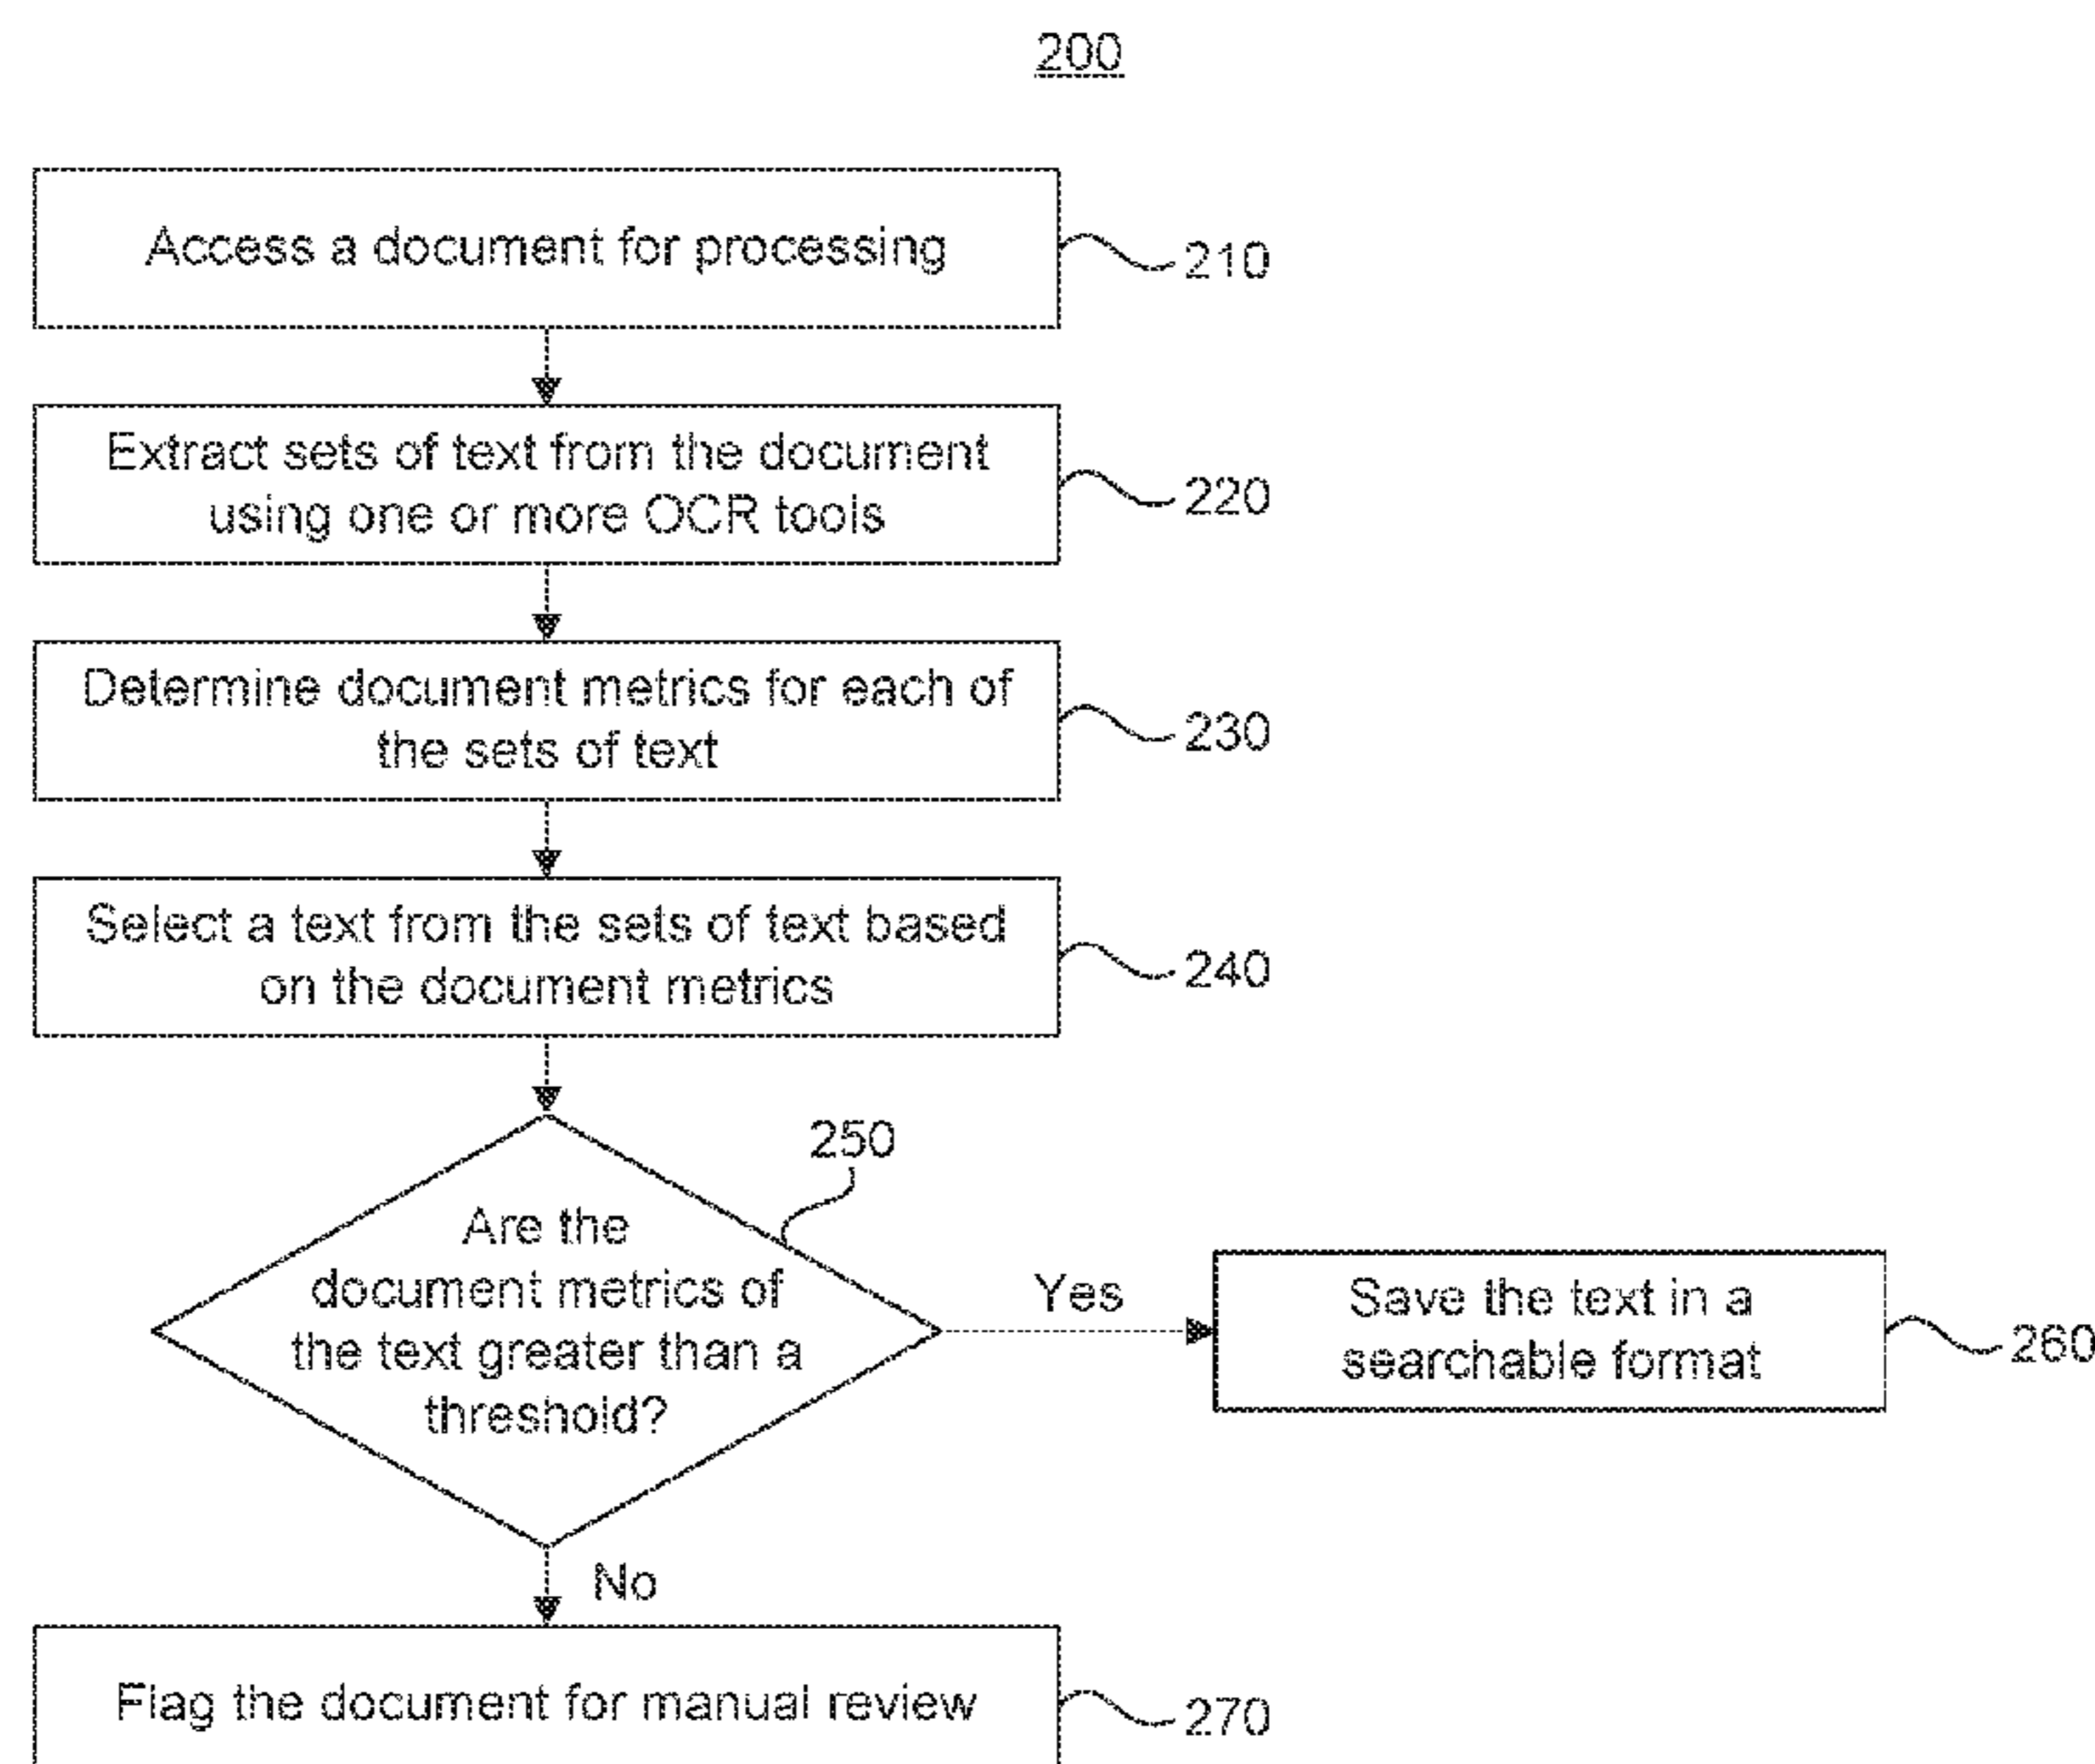 200
Access a document for processing
210
Extract sets of text from the document
using one or more OCR tools
220
Determine document metrics for each of
the sets of text
230
Select a text from the sets of text based
on the document metrics
240
250
Are the
document metrics of
the text greater than a
threshold?
Yes
Save the text in a
searchable format
260
No
Flag the document for manual review
270